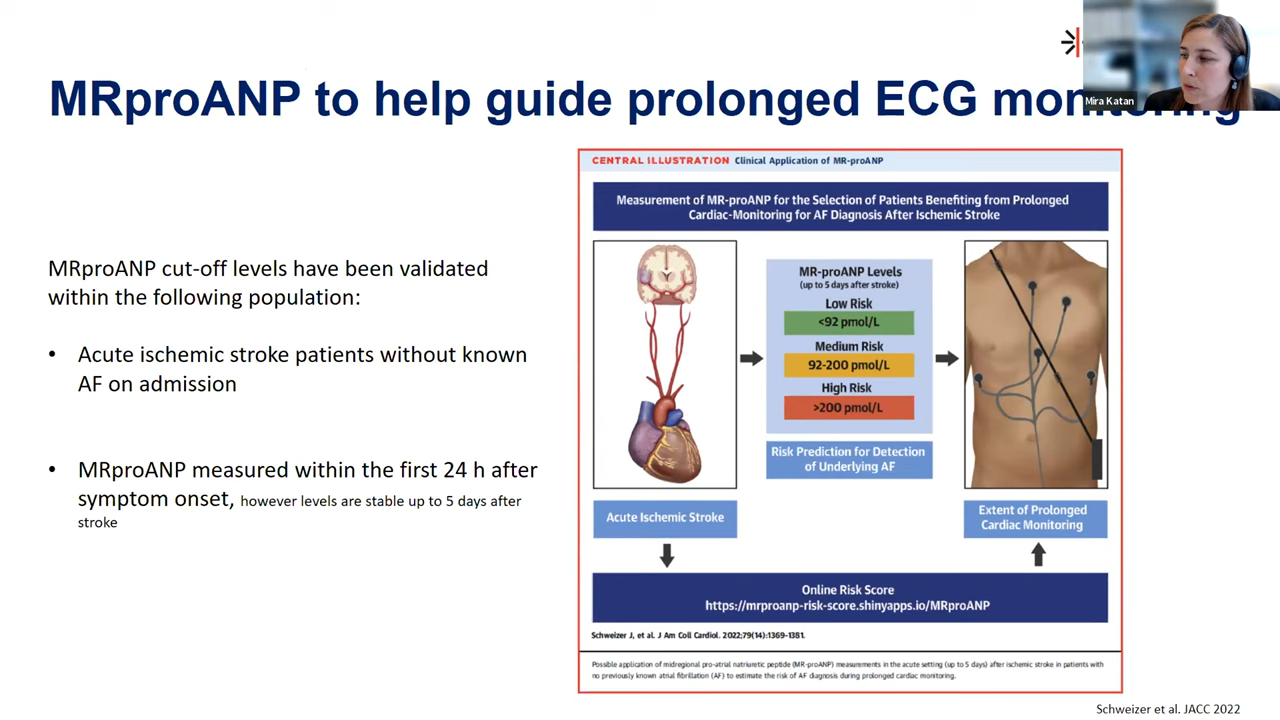 MRproANP to help guide prolonged ECG monitoring
Mira Katan
MRproANP cut-off levels have been validated
within the following population:
• Acute ischemic stroke patients without known
AF on admission
• MRproANP measured within the first 24 h after
symptom onset, however levels are stable up to 5 days after
stroke
CENTRAL ILLUSTRATION Clinical Application of MR-proANP
Measurement of MR-proANP for the Selection of Patients Benefiting from Prolonged
Cardiac-Monitoring for AF Diagnosis After Ischemic Stroke
MR-proANP Levels
(up to 5 days after stroke)
Low Risk
<92 pmol/L
Medium Risk
92-200 pmol/L
High Risk
>200 pmol/L
Risk Prediction for Detection
of Underlying AF
Acute Ischemic Stroke
Extent of Prolonged
Cardiac Monitoring
Online Risk Score
https://mrproanp-risk-score.shinyapps.io/MRproANP
Schweizer J, et al. J Am Coll Cardiol. 2022;79(14):1369-1381.
Possible application of midregional pro-atrial natriuretic peptide (MR-proANP) measurements in the acute setting (up to 5 days) after ischemic stroke in patients with
no previously known atrial fibrillation (AF) to estimate the risk of AF diagnosis during prolonged cardiac monitoring.
Schweizer et al. JACC 2022